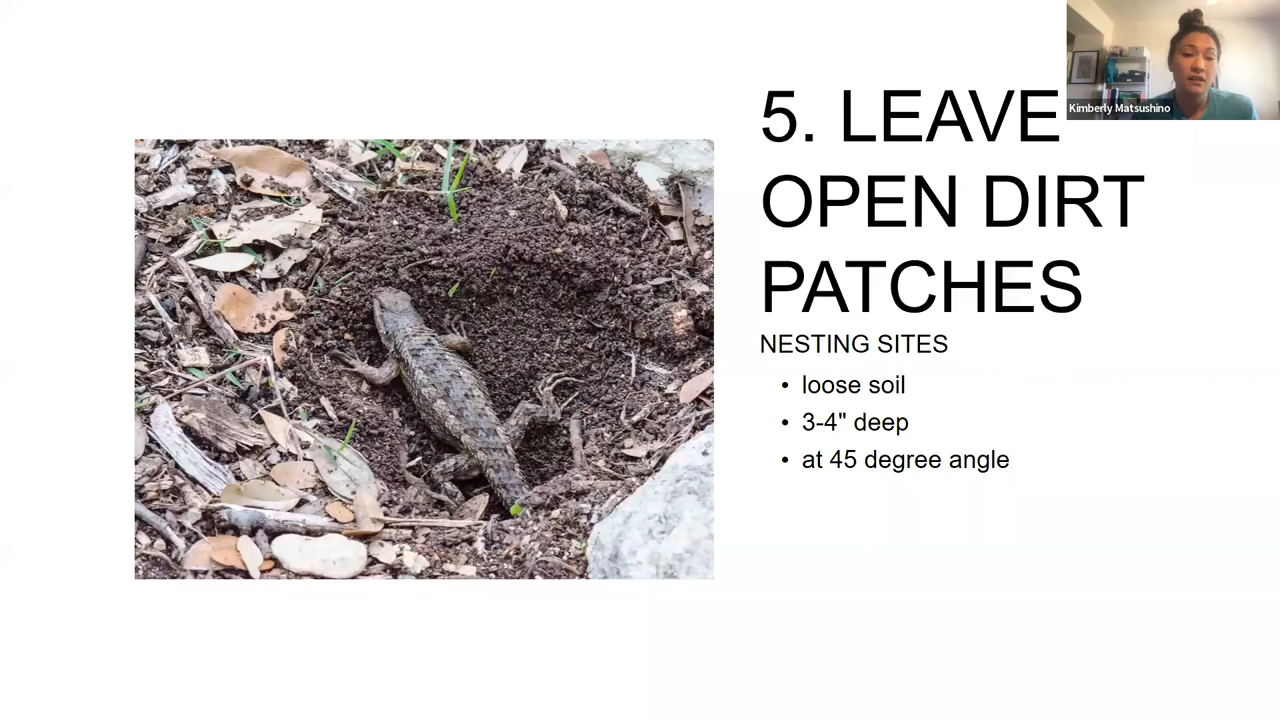 Kimberly Matsushino
5. LEAVE
OPEN DIRT
PATCHES
NESTING SITES
• loose soil
• 3-4" deep
• at 45 degree angle